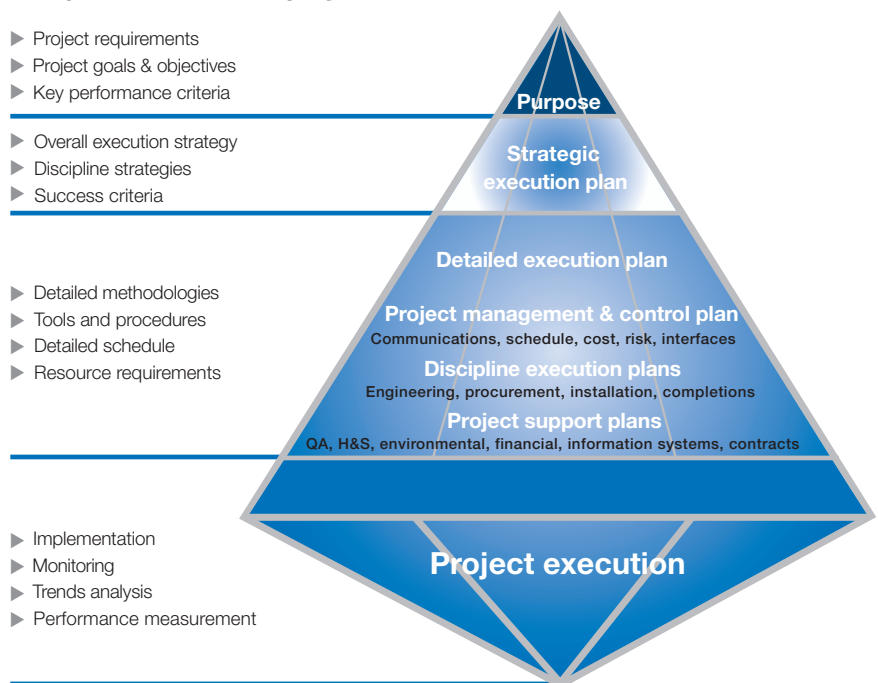 Project requirements
Project goals & objectives
Key performance criteria
Purpose
Overall execution strategy
Discipline strategies
Success criteria
Strategic
execution plan
Detailed methodologies
Tools and procedures
Detailed schedule
Resource requirements
Detailed execution plan
Project management & control plan
Communications, schedule, cost, risk, interfaces
Discipline execution plans
Engineering, procurement, installation, completions
Project support plans
QA, H&S, environmental, financial, information systems, contracts
Implementation
Monitoring
Trends analysis
Performance measurement
Project execution